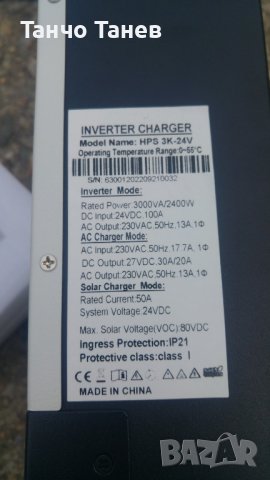 Танчо Танев
INVERTER CHARGER
Model Name: HPS 3K-24V
Operating Temperature Range:0~55°C
S/N: 63001202209210032
Inverter Mode:
Rated Power:3000VA/2400W
DC Input:24VDC,100A
AC Output:230VAC,50Hz,13A,1Φ
AC Charger Mode:
AC Input:230VAC,50Hz,17.7A,1Φ
DC Output:27VDC,30A/20A
AC Output:230VAC,50Hz,13A,1Φ
Solar Charger Mode:
Rated Current:50A
System Voltage:24VDC
Max. Solar Voltage(VOC):80VDC
ingress Protection:IP21
Protective class:class I
CE
MADE IN CHINA
BAZAR